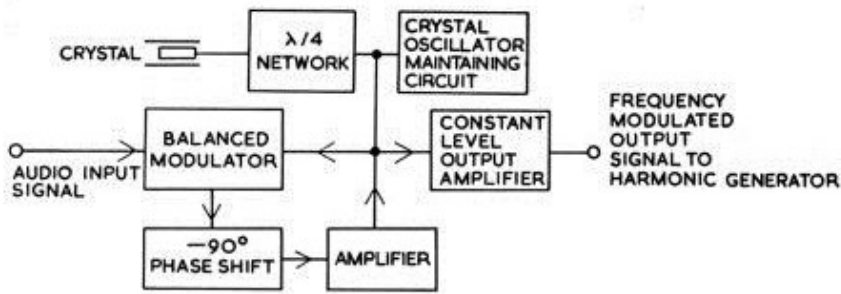 CRYSTAL
λ/4
NETWORK
CRYSTAL
OSCILLATOR
MAINTAINING
CIRCUIT
AUDIO INPUT
SIGNAL
BALANCED
MODULATOR
CONSTANT
LEVEL
OUTPUT
AMPLIFIER
FREQUENCY
MODULATED
OUTPUT
SIGNAL TO
HARMONIC GENERATOR
—90°
PHASE SHIFT
AMPLIFIER